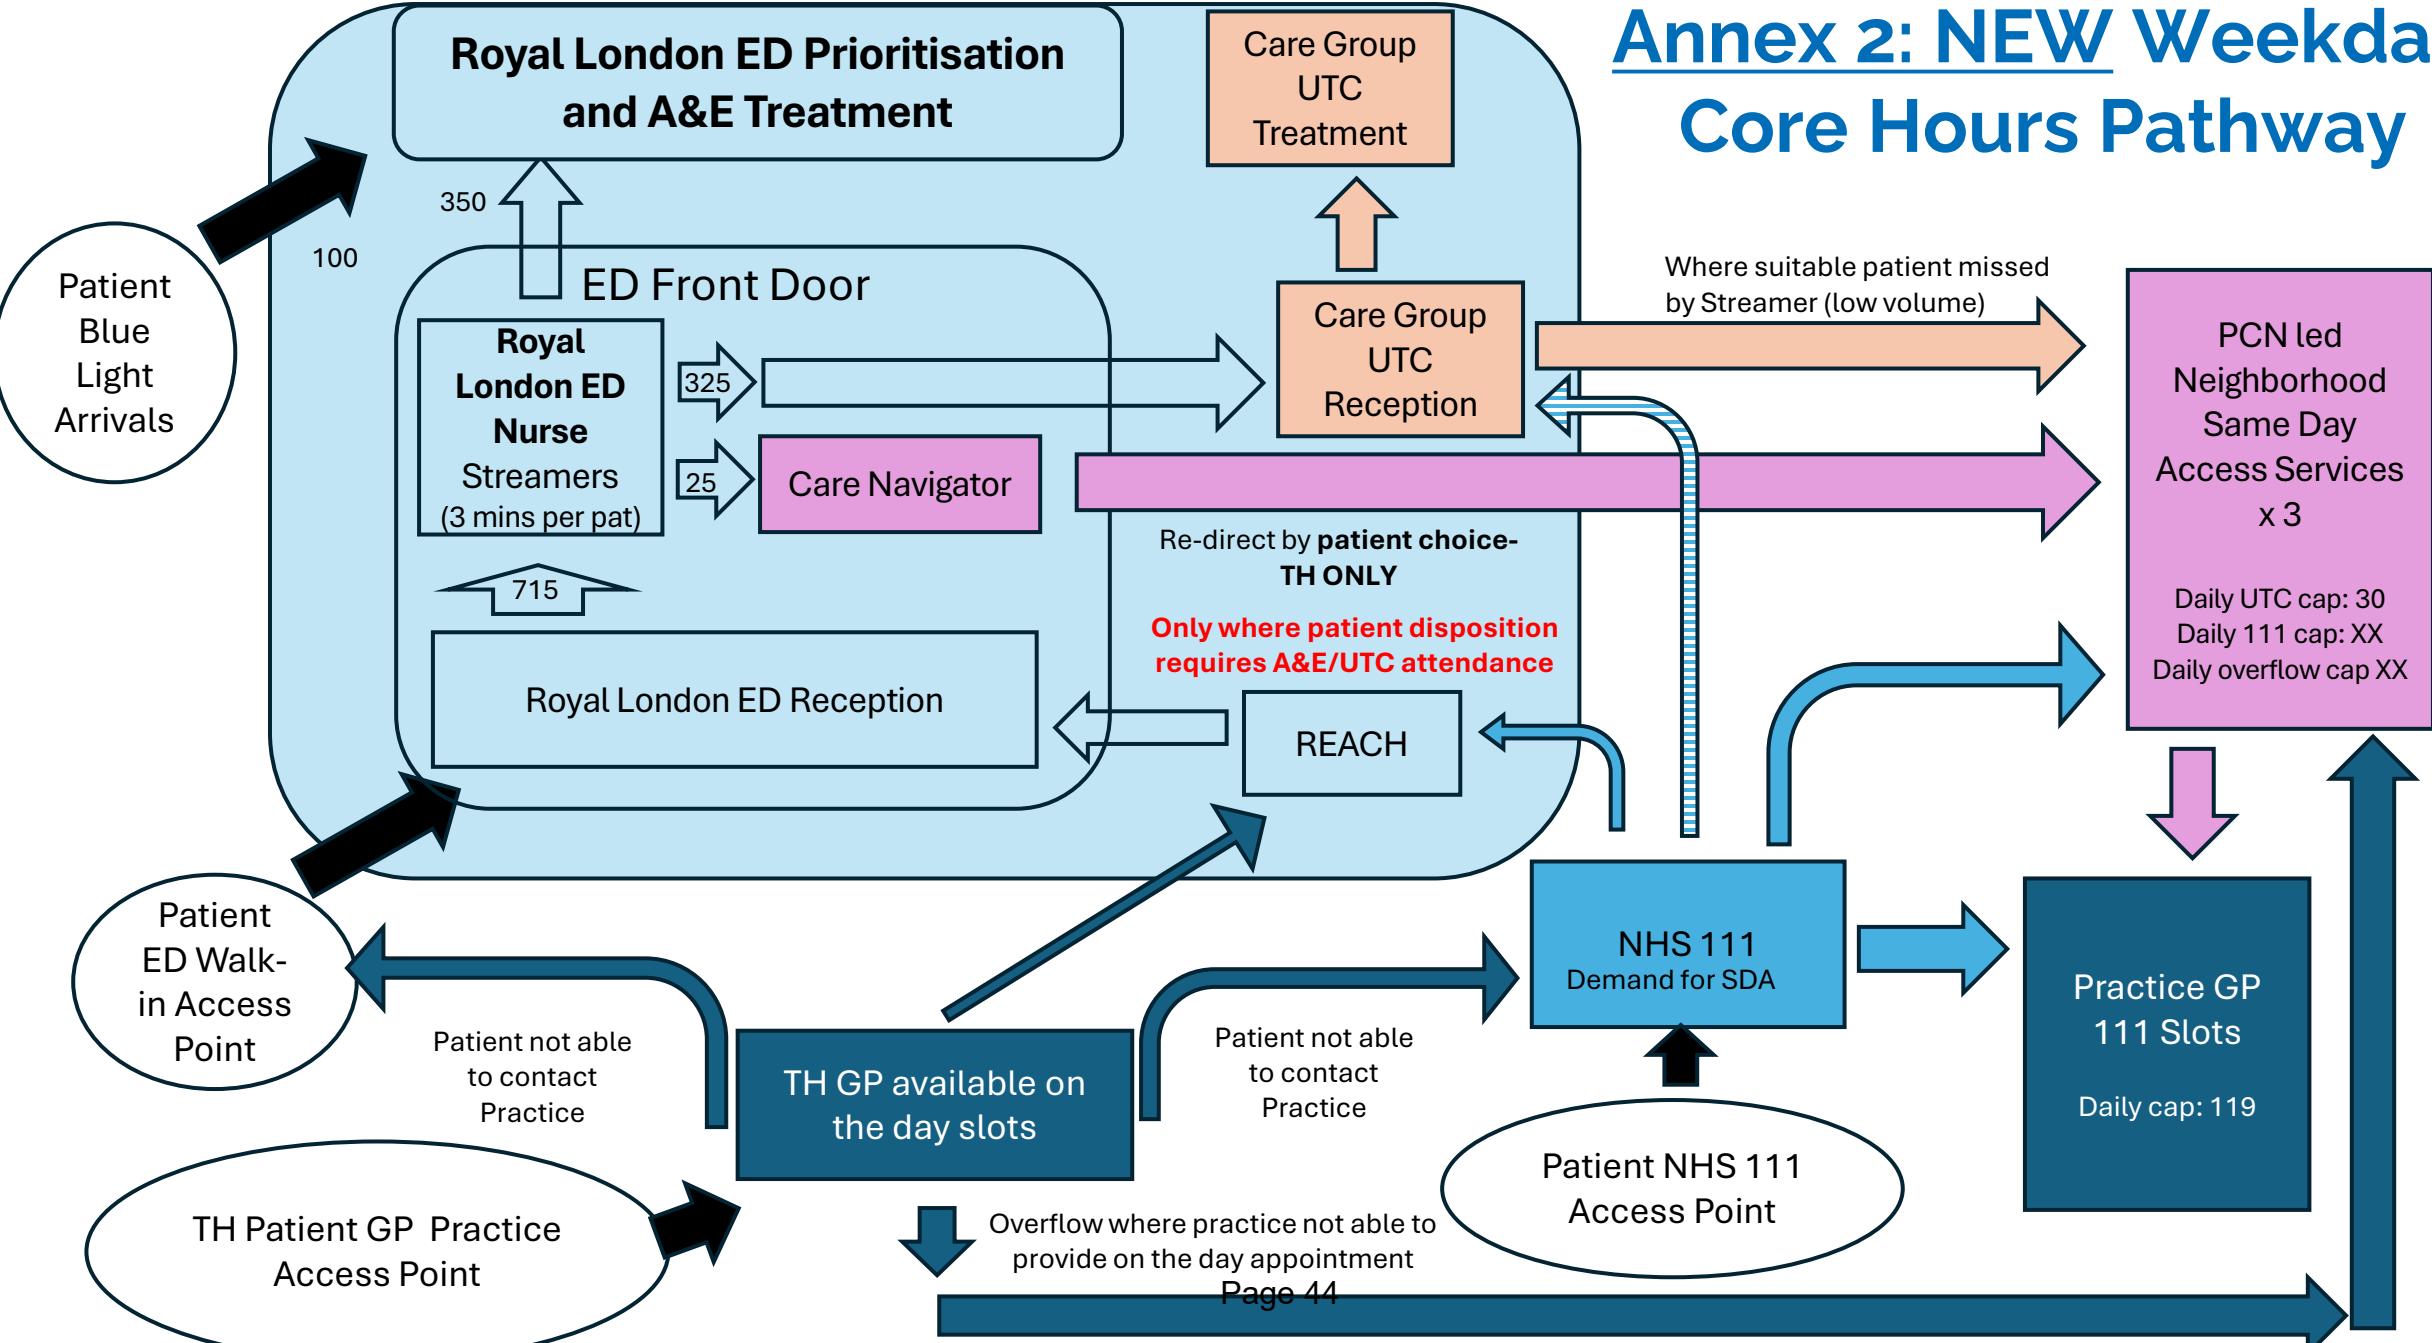 Annex 2: NEW Weekda
Core Hours Pathway
Royal London ED Prioritisation
and A&E Treatment
Care Group
UTC
Treatment
350
100
Patient
Blue
Light
Arrivals
ED Front Door
Royal
London ED
Nurse
Streamers
(3 mins per pat)
325
25
Care Navigator
Care Group
UTC
Reception
Where suitable patient missed
by Streamer (low volume)
PCN led
Neighborhood
Same Day
Access Services
x 3
Daily UTC cap: 30
Daily 111 cap: XX
Daily overflow cap XX
Re-direct by patient choice-
TH ONLY
Only where patient disposition
requires A&E/UTC attendance
715
Royal London ED Reception
REACH
Patient
ED Walk-
in Access
Point
Patient not able
to contact
Practice
TH GP available on
the day slots
Patient not able
to contact
Practice
NHS 111
Demand for SDA
Practice GP
111 Slots
Daily cap: 119
Patient NHS 111
Access Point
TH Patient GP Practice
Access Point
Overflow where practice not able to
provide on the day appointment
Page 44